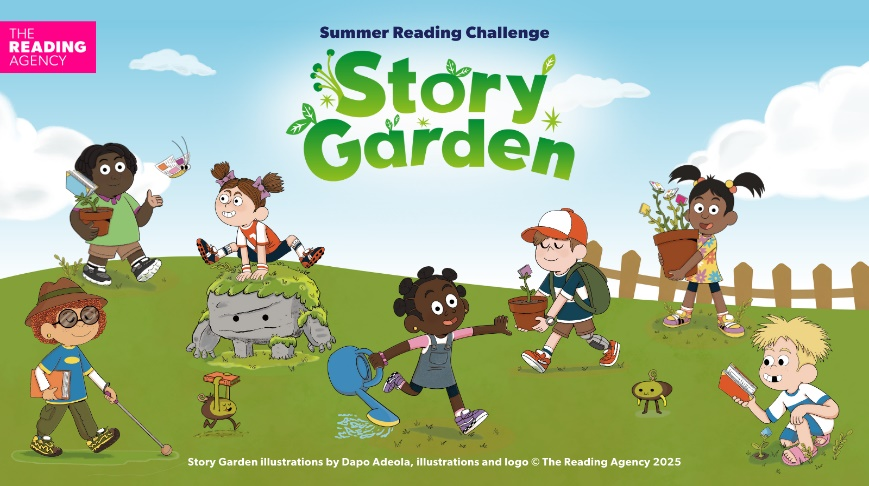 THE
READING
AGENCY
Summer Reading Challenge
Story
Garden
Story Garden illustrations by Dapo Adeola, illustrations and logo © The Reading Agency 2025